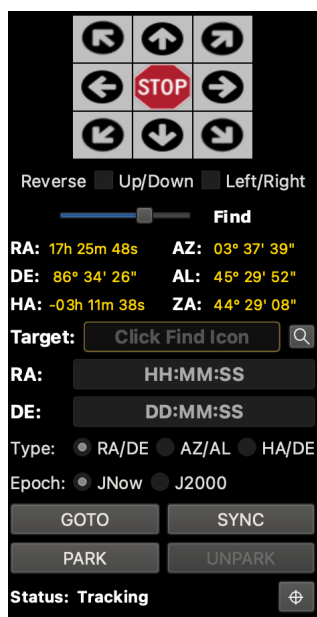 STOP
Reverse Up/Down Left/Right
Find
RA: 17h 25m 48s AZ: 03° 37' 39"
DE: 86° 34' 26" AL: 45° 29' 52"
HA: -03h 11m 38s ZA: 44° 29' 08"
Target: Click Find Icon
RA: HH:MM:SS
DE: DD:MM:SS
Type: RA/DE AZ/AL HA/DE
Epoch: JNow J2000
GOTO SYNC
PARK UNPARK
Status: Tracking